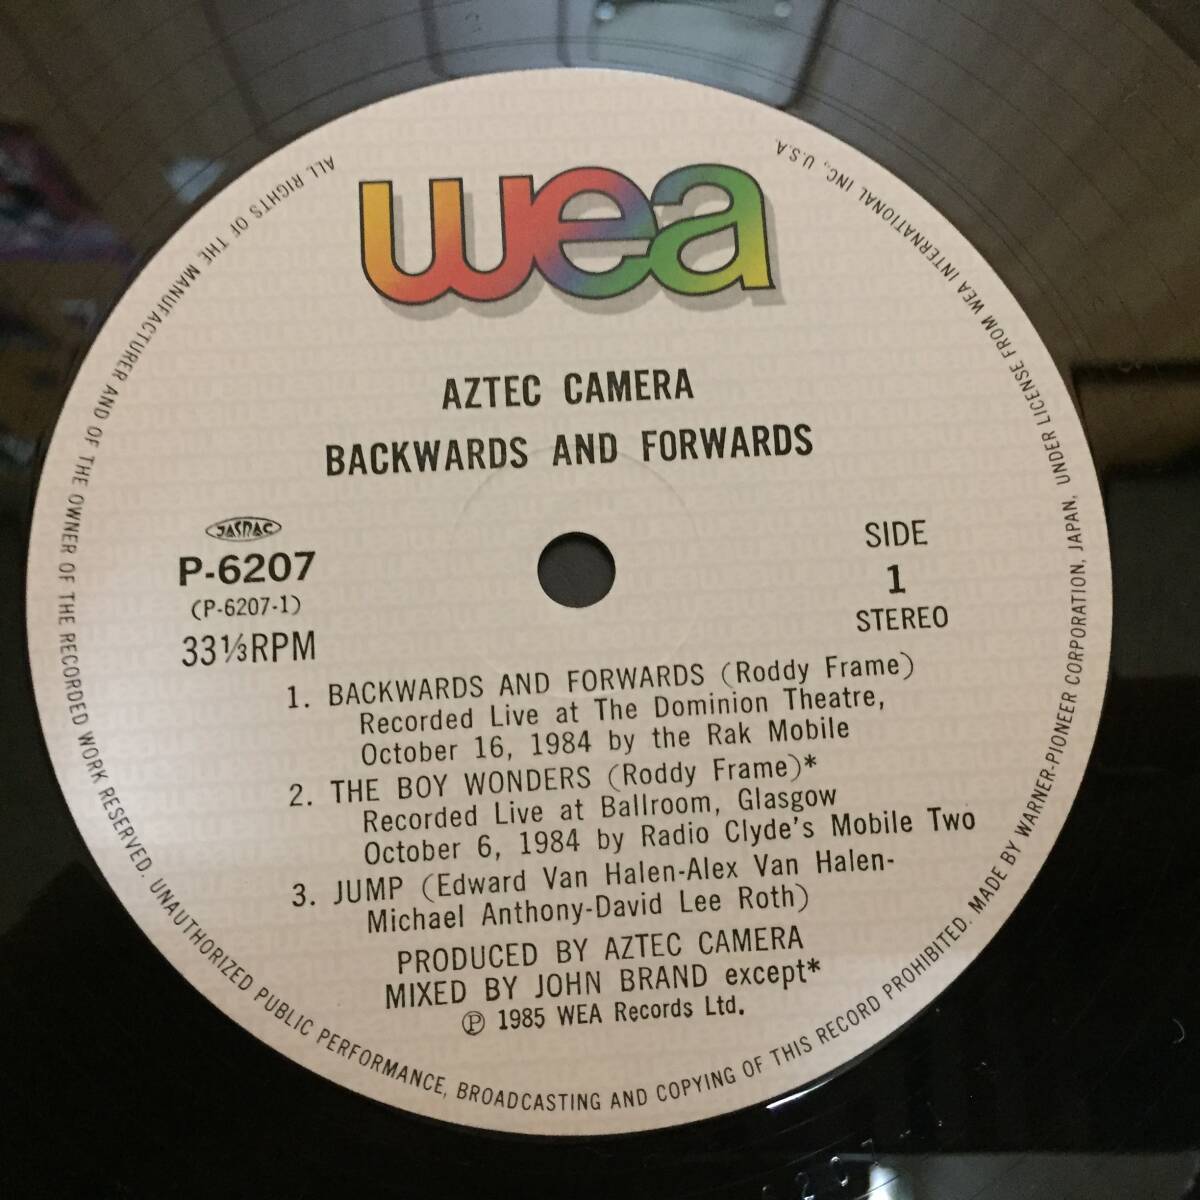 wea
AZTEC CAMERA
BACKWARDS AND FORWARDS
JASRAC
P-6207
(P-6207-1)
33⅓RPM
SIDE
1
STEREO
1. BACKWARDS AND FORWARDS (Roddy Frame)
Recorded Live at The Dominion Theatre,
October 16, 1984 by the Rak Mobile
2. THE BOY WONDERS (Roddy Frame)*
Recorded Live at Ballroom, Glasgow
October 6, 1984 by Radio Clyde's Mobile Two
3. JUMP (Edward Van Halen-Alex Van Halen-
Michael Anthony-David Lee Roth)
PRODUCED BY AZTEC CAMERA
MIXED BY JOHN BRAND except*
℗ 1985 WEA Records Ltd.
ALL RIGHTS OF THE MANUFACTURER AND OF THE OWNER OF THE RECORDED WORK RESERVED. UNAUTHORIZED PUBLIC PERFORMANCE, BROADCASTING AND COPYING OF THIS RECORD PROHIBITED. MADE BY WARNER-PIONEER CORPORATION, JAPAN. UNDER LICENSE FROM WEA INTERNATIONAL INC., U.S.A.